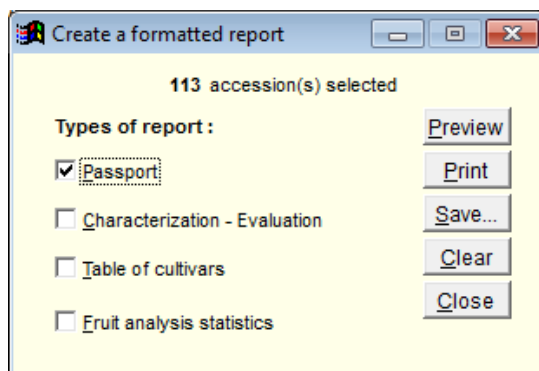 Create a formatted report
113 accession(s) selected
Types of report :
Preview
Passport
Print
Characterization - Evaluation
Save...
Table of cultivars
Clear
Fruit analysis statistics
Close